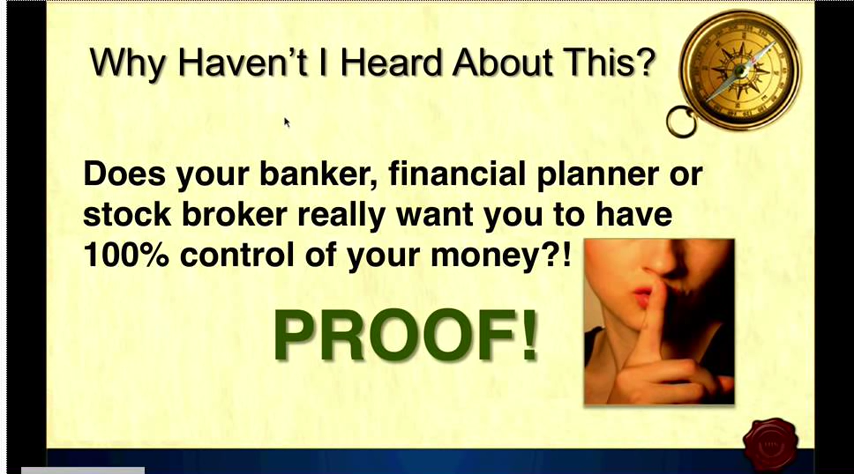 Why Haven't I Heard About This?
Does your banker, financial planner or
stock broker really want you to have
100% control of your money?!
PROOF!